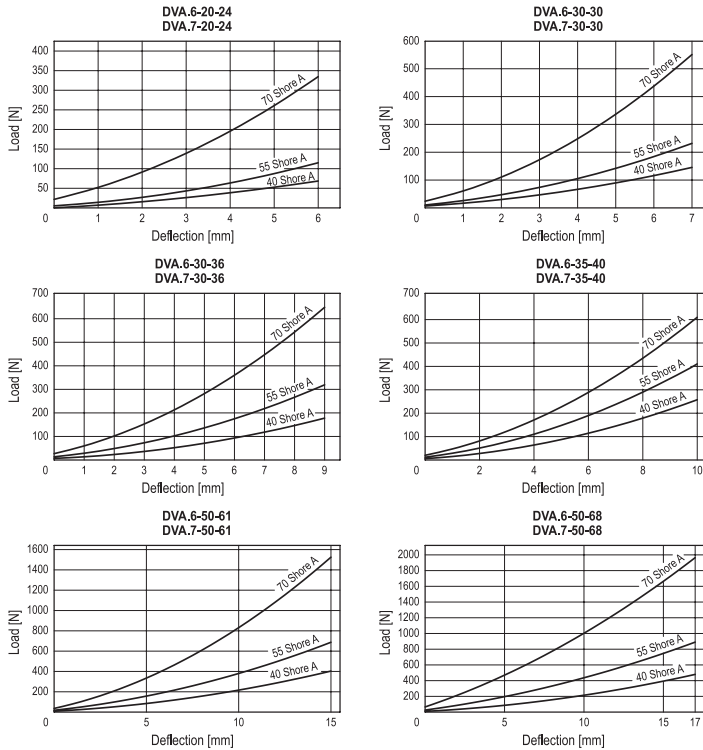 DVA.6-20-24
DVA.7-20-24
Load [N]
400
350
300
250
200
150
100
50
0
70 Shore A
55 Shore A
40 Shore A
1 2 3 4 5 6
Deflection [mm]
DVA.6-30-30
DVA.7-30-30
Load [N]
600
500
400
300
200
100
0
70 Shore A
55 Shore A
40 Shore A
1 2 3 4 5 6 7
Deflection [mm]
DVA.6-30-36
DVA.7-30-36
Load [N]
700
600
500
400
300
200
100
0
70 Shore A
55 Shore A
40 Shore A
1 2 3 4 5 6 7 8 9
Deflection [mm]
DVA.6-35-40
DVA.7-35-40
Load [N]
700
600
500
400
300
200
100
0
70 Shore A
55 Shore A
40 Shore A
2 4 6 8 10
Deflection [mm]
DVA.6-50-61
DVA.7-50-61
Load [N]
1600
1400
1200
1000
800
600
400
200
0
70 Shore A
55 Shore A
40 Shore A
5 10 15
Deflection [mm]
DVA.6-50-68
DVA.7-50-68
Load [N]
2000
1800
1600
1400
1200
1000
800
600
400
200
0
70 Shore A
55 Shore A
40 Shore A
5 10 15 17
Deflection [mm]